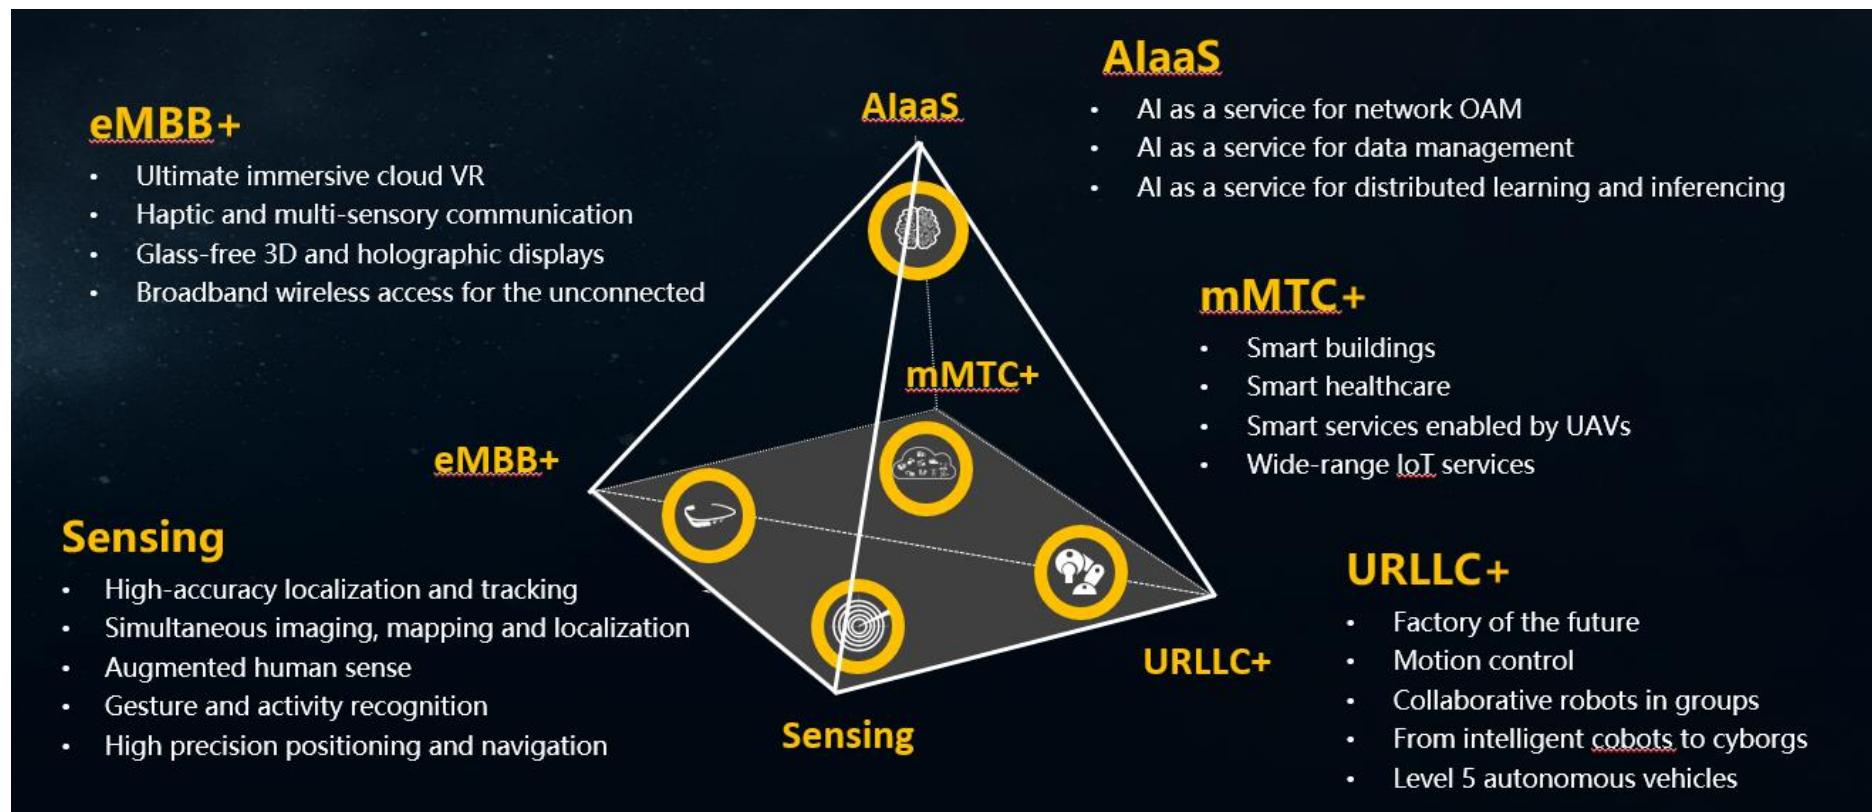 eMBB+
• Ultimate immersive cloud VR
• Haptic and multi-sensory communication
• Glass-free 3D and holographic displays
• Broadband wireless access for the unconnected
Sensing
• High-accuracy localization and tracking
• Simultaneous imaging, mapping and localization
• Augmented human sense
• Gesture and activity recognition
• High precision positioning and navigation
AIaaS
mMTC+
eMBB+
URLLC+
Sensing
AIaaS
• AI as a service for network OAM
• AI as a service for data management
• AI as a service for distributed learning and inferencing
mMTC+
• Smart buildings
• Smart healthcare
• Smart services enabled by UAVs
• Wide-range IoT services
URLLC+
• Factory of the future
• Motion control
• Collaborative robots in groups
• From intelligent cobots to cyborgs
• Level 5 autonomous vehicles